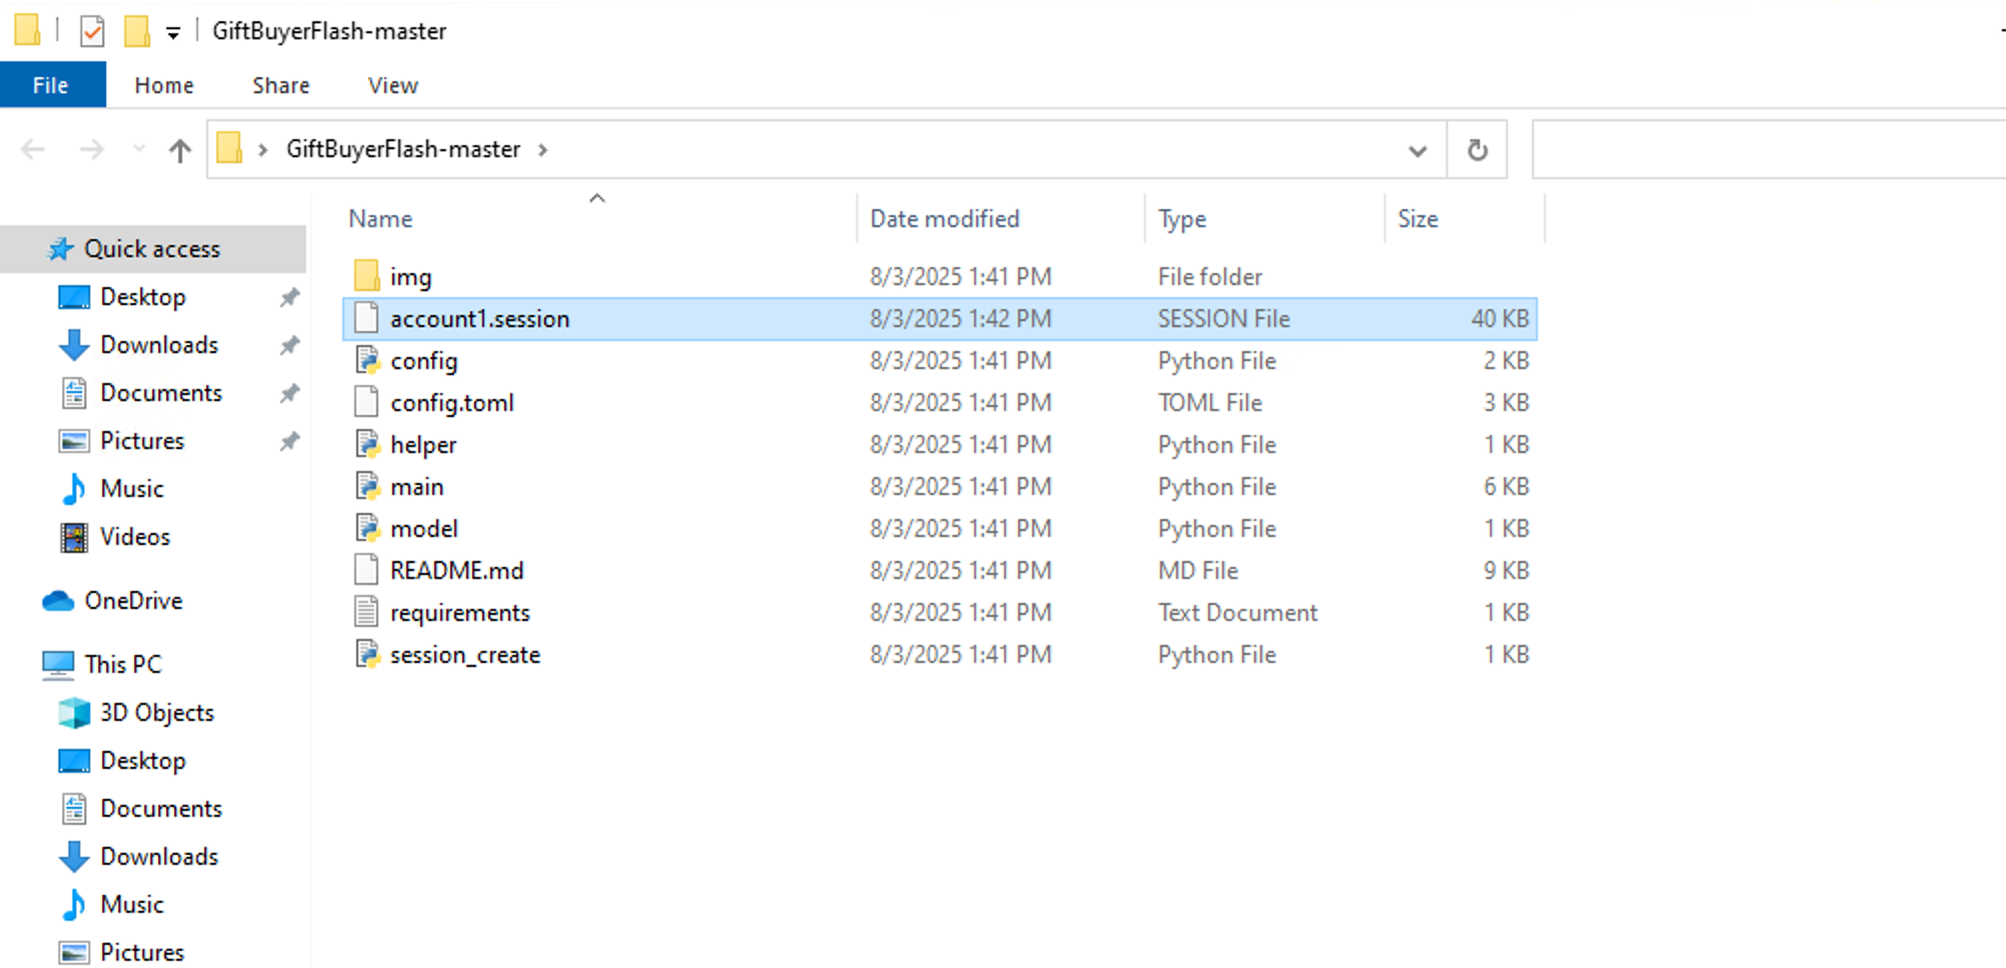 GiftBuyerFlash-master
File Home Share View
GiftBuyerFlash-master
Name Date modified Type Size
Quick access
Desktop
Downloads
Documents
Pictures
Music
Videos
OneDrive
This PC
3D Objects
Desktop
Documents
Downloads
Music
Pictures
img 8/3/2025 1:41 PM File folder
account1.session 8/3/2025 1:42 PM SESSION File 40 KB
config 8/3/2025 1:41 PM Python File 2 KB
config.toml 8/3/2025 1:41 PM TOML File 3 KB
helper 8/3/2025 1:41 PM Python File 1 KB
main 8/3/2025 1:41 PM Python File 6 KB
model 8/3/2025 1:41 PM Python File 1 KB
README.md 8/3/2025 1:41 PM MD File 9 KB
requirements 8/3/2025 1:41 PM Text Document 1 KB
session_create 8/3/2025 1:41 PM Python File 1 KB